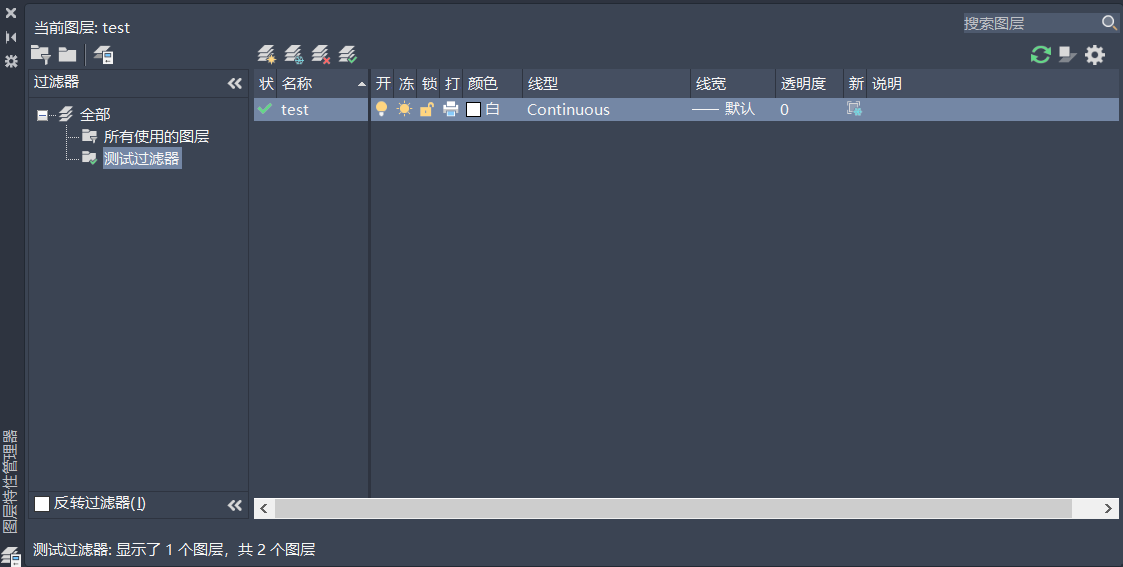 当前图层: test
搜索图层
过滤器
状 名称 开 冻 锁 打 颜色 线型 线宽 透明度 新 说明
test 白 Continuous 默认 0
全部
所有使用的图层
测试过滤器
反转过滤器(I)
图层特性管理器
测试过滤器: 显示了 1 个图层，共 2 个图层